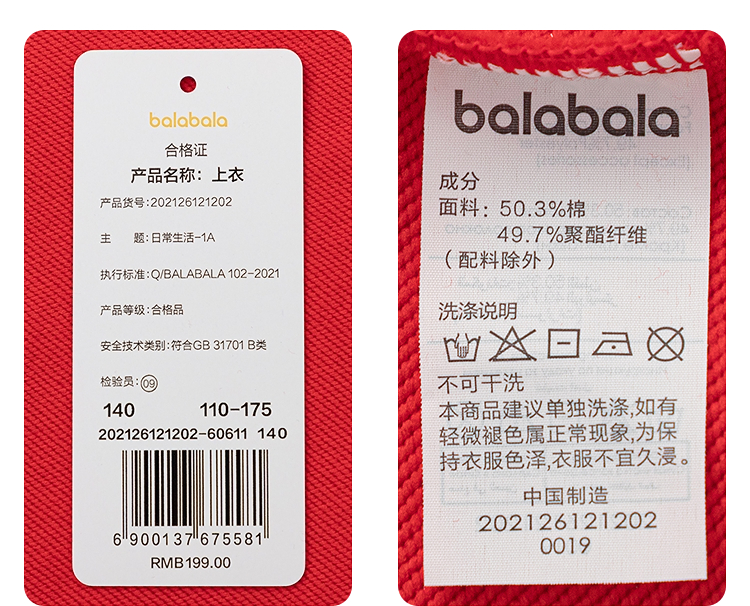 balabala
合格证
产品名称：上衣
产品货号:202126121202
主 题:日常生活-1A
执行标准:Q/BALABALA 102-2021
产品等级:合格品
安全技术类别:符合GB 31701 B类
检验员:09
140 110-175
202126121202-60611 140
6 900137 675581
RMB199.00
balabala
成分
面料: 50.3%棉
49.7%聚酯纤维
(配料除外)
洗涤说明
不可干洗
本商品建议单独洗涤,如有
轻微褪色属正常现象,为保
持衣服色泽,衣服不宜久浸。
中国制造
202126121202
0019